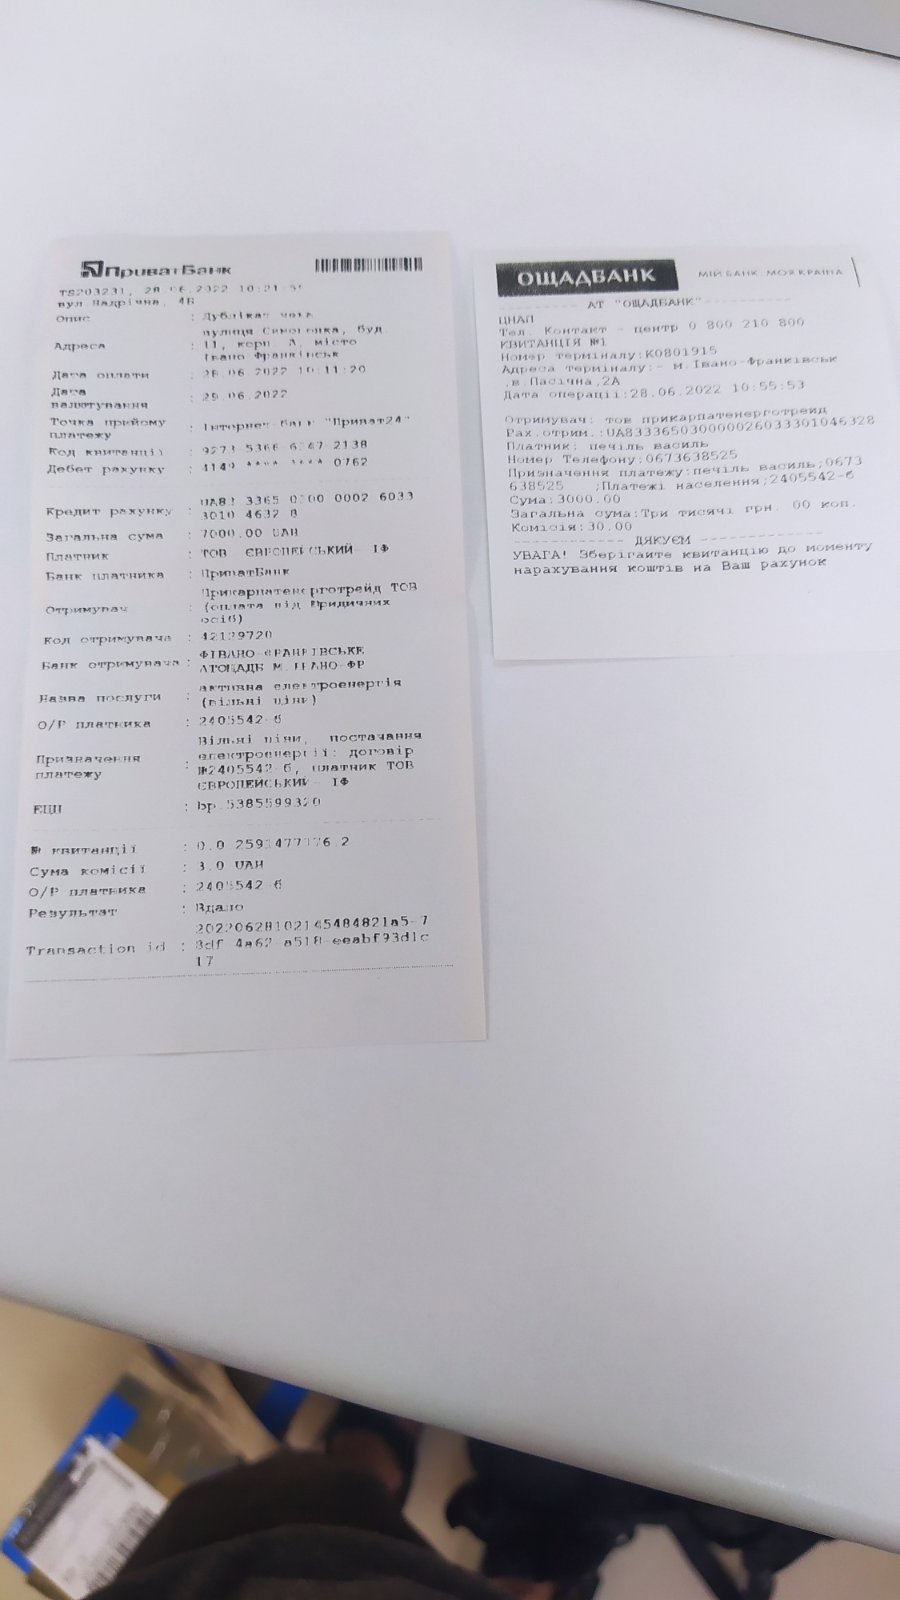 ПриватБанк
TS203231, 28.06.2022 10:21:5
вул.Надрічна, 4Б
Опис : Дублікат чека
Адреса : вулиця Симоненка, буд. 11, корп. А, місто Івано-Франківськ
Дата оплати : 28.06.2022 10:11:20
Дата валютування : 29.06.2022
Точка прийому платежу : Інтернет-банк "Приват24"
Код квитанції : 9271-5366-6347-2138
Дебет рахунку : 4149 **** **** 0762
Кредит рахунку : UA83 3365 0300 0002 6033 3010 4632 8
Загальна сума : 7000.00 UAH
Платник : ТОВ ЄВРОПЕЙСЬКИЙ - ІФ
Банк платника : ПриватБанк
Отримувач : Прикарпатенерготрейд ТОВ (оплата від Юридичних осіб)
Код отримувача : 42129720
Банк отримувача : ФІВАНО-ФРАНКІВСЬКЕ АТОЩАДБ М.ІВАНО-ФР
Назва послуги : активна електроенергія (вільні ціни)
О/Р платника : 2405542-б
Призначення платежу : Вільні ціни, постачання електроенергії: договір №2405542-б, платник ТОВ ЄВРОПЕЙСЬКИЙ - ІФ
ЕЦП : bp.5385599320
№ квитанції : 0.0.2591477176.2
Сума комісії : 3.0 UAH
О/Р платника : 2405542-б
Результат : Вдало
Transaction id : 20220628102145484821a5-7 8df-4a62-a518-eeabf93d1c 17
ОЩАДБАНК МІЙ БАНК. МОЯ КРАЇНА
---------- АТ "ОЩАДБАНК"----------
ЦНАП
Тел. Контакт - центр 0 800 210 800
КВИТАНЦІЯ №1
Номер терміналу:К0801915
Адреса терміналу:- м.Івано-Франківськ
,в.Пасічна,2А
Дата операції:28.06.2022 10:55:53
Отримувач: тов прикарпатенерготрейд
Рах.отрим.:UA833365030000026033301046328
Платник: печіль василь
Номер Телефону:0673638525
Призначення платежу:печіль василь;0673
638525 ;Платежі населення;2405542-б
Сума:3000.00
Загальна сума:Три тисячі грн. 00 коп.
Комісія:30.00
------------ ДЯКУЄМ -------------
УВАГА! Зберігайте квитанцію до моменту
нарахування коштів на Ваш рахунок